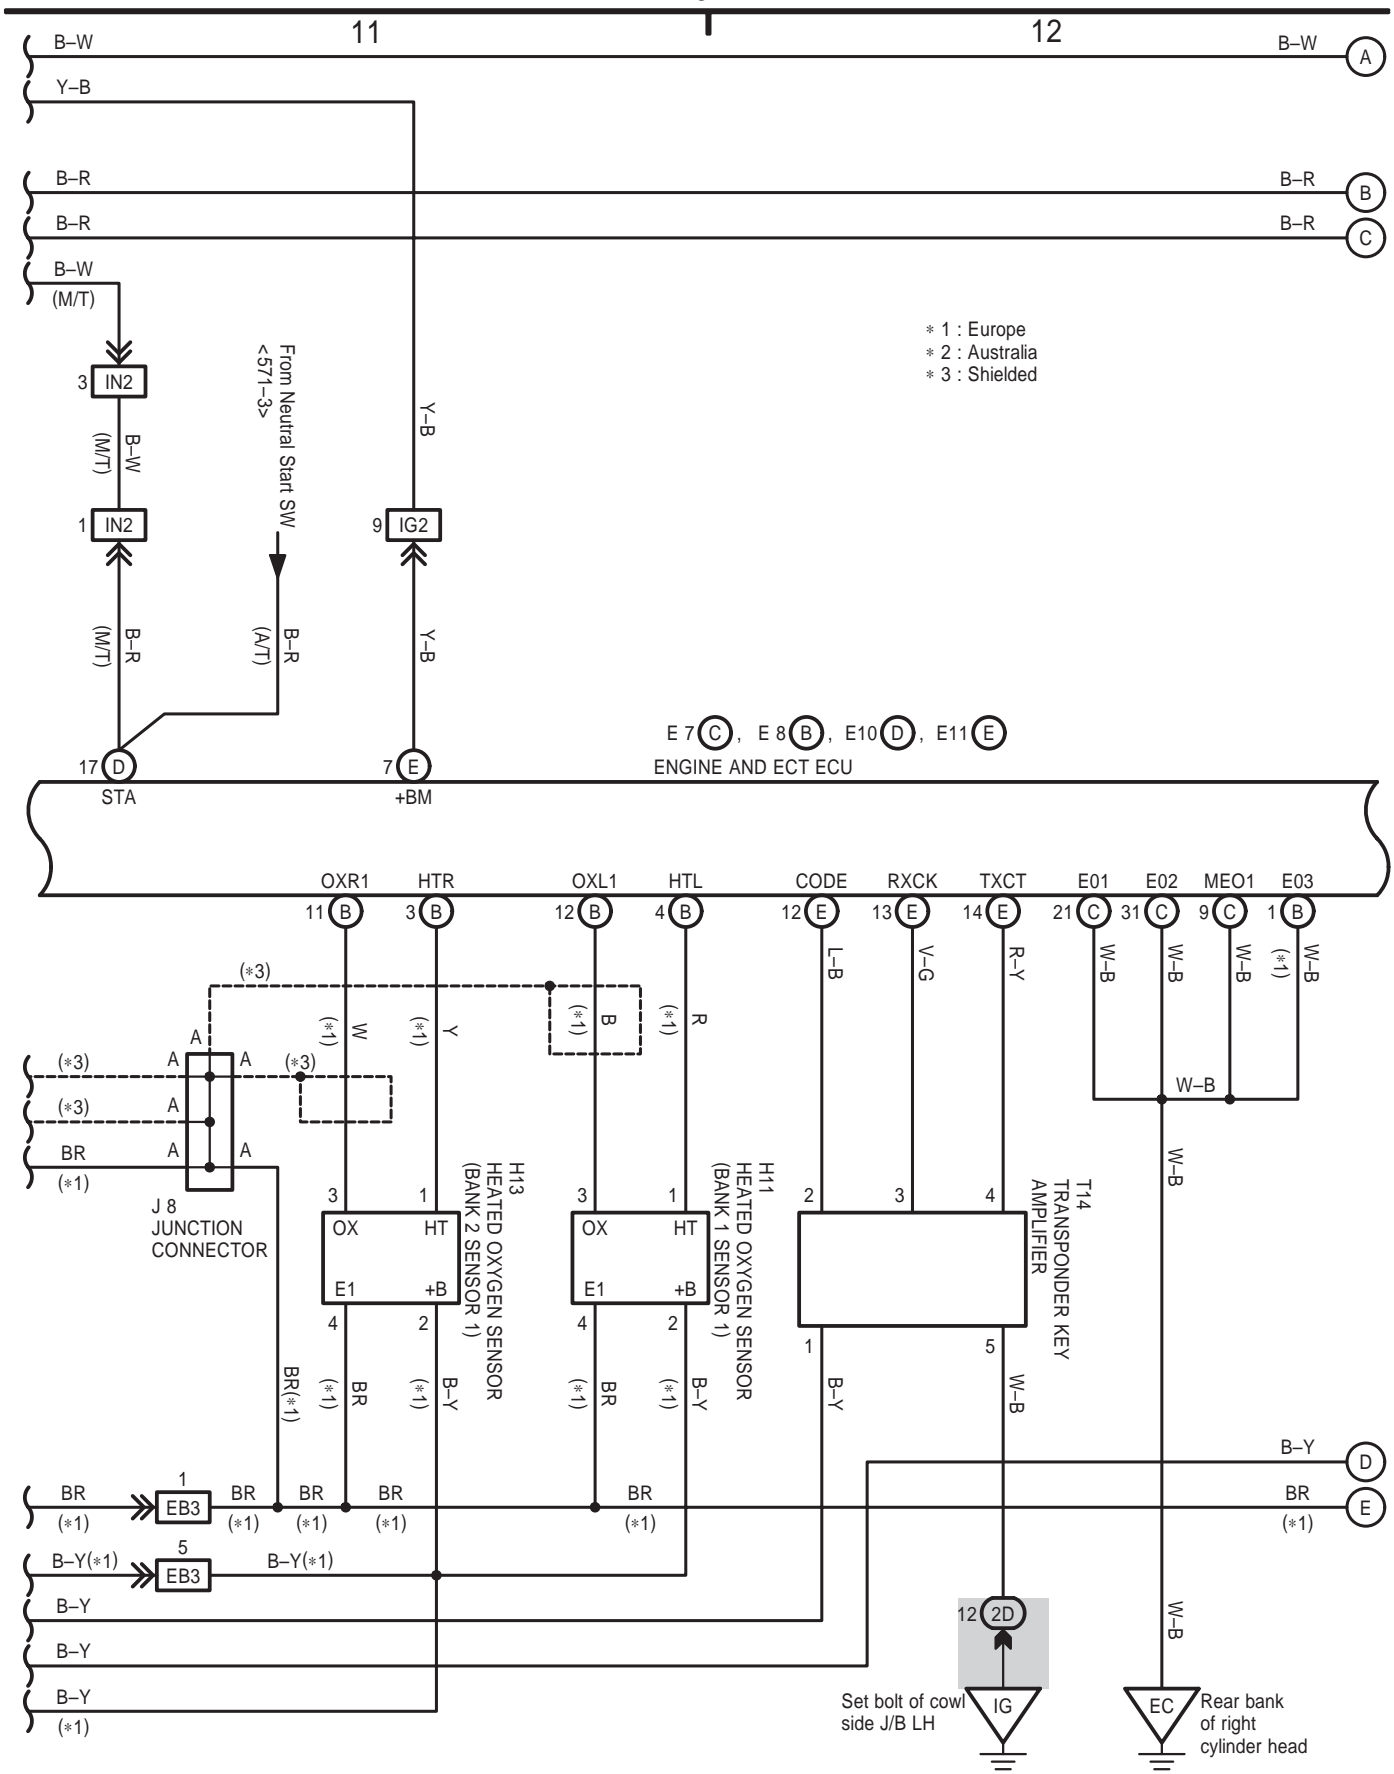 11
12
B–W
B–W
A
Y–B
B–R
B–R
B
B–R
B–R
C
B–W
(M/T)
∗ 1 : Europe
∗ 2 : Australia
∗ 3 : Shielded
3 IN2
From Neutral Start SW
<571–3>
Y–B
B–W
(M/T)
1 IN2
9 IG2
B–R
(M/T)
B–R
(A/T)
Y–B
E 7 C , E 8 B , E10 D , E11 E
ENGINE AND ECT ECU
17 D
7 E
STA
+BM
OXR1
HTR
OXL1
HTL
CODE
RXCK
TXCT
E01
E02
MEO1
E03
11 B
3 B
12 B
4 B
12 E
13 E
14 E
21 C
31 C
9 C
1 B
L–B
V–G
R–Y
W–B
W–B
W–B
W–B
(∗1)
(∗3)
W
(∗1)
Y
(∗1)
B
(∗1)
R
(∗1)
A
(∗3)
A
A
(∗3)
(∗3)
A
BR
A
A
(∗1)
W–B
W–B
J 8
JUNCTION
CONNECTOR
3
1
H13
HEATED OXYGEN SENSOR
(BANK 2 SENSOR 1)
3
1
H11
HEATED OXYGEN SENSOR
(BANK 1 SENSOR 1)
2
3
4
T14
TRANSPONDER KEY
AMPLIFIER
OX
HT
OX
HT
E1
+B
E1
+B
4
2
4
2
1
5
BR(∗1)
BR
(∗1)
B–Y
(∗1)
BR
(∗1)
B–Y
(∗1)
B–Y
W–B
B–Y
D
1
BR
(∗1)
EB3
BR
(∗1)
BR
(∗1)
BR
(∗1)
BR
(∗1)
BR
(∗1)
E
5
B–Y(∗1)
EB3
B–Y(∗1)
B–Y
12 2D
W–B
B–Y
B–Y
(∗1)
Set bolt of cowl
side J/B LH
IG
EC
Rear bank
of right
cylinder head